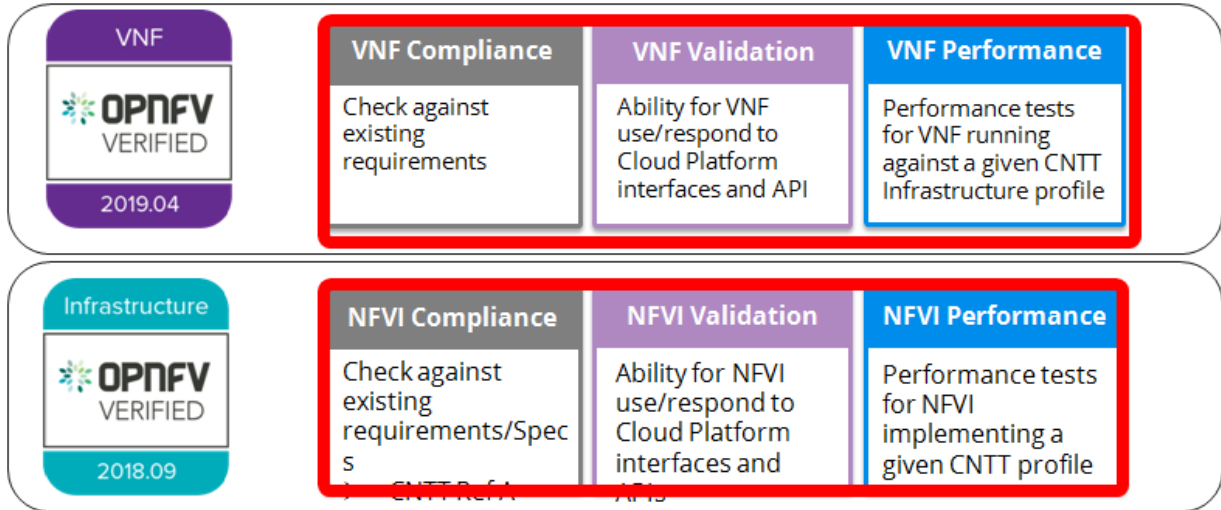 VNF
OPNFV
VERIFIED
2019.04
VNF Compliance
Check against
existing
requirements
VNF Validation
Ability for VNF
use/respond to
Cloud Platform
interfaces and API
VNF Performance
Performance tests
for VNF running
against a given CNTT
Infrastructure profile
Infrastructure
OPNFV
VERIFIED
2018.09
NFVI Compliance
Check against
existing
requirements/Spec
s
CNTT Ref A
NFVI Validation
Ability for NFVI
use/respond to
Cloud Platform
interfaces and
APIs
NFVI Performance
Performance tests
for NFVI
implementing a
given CNTT profile